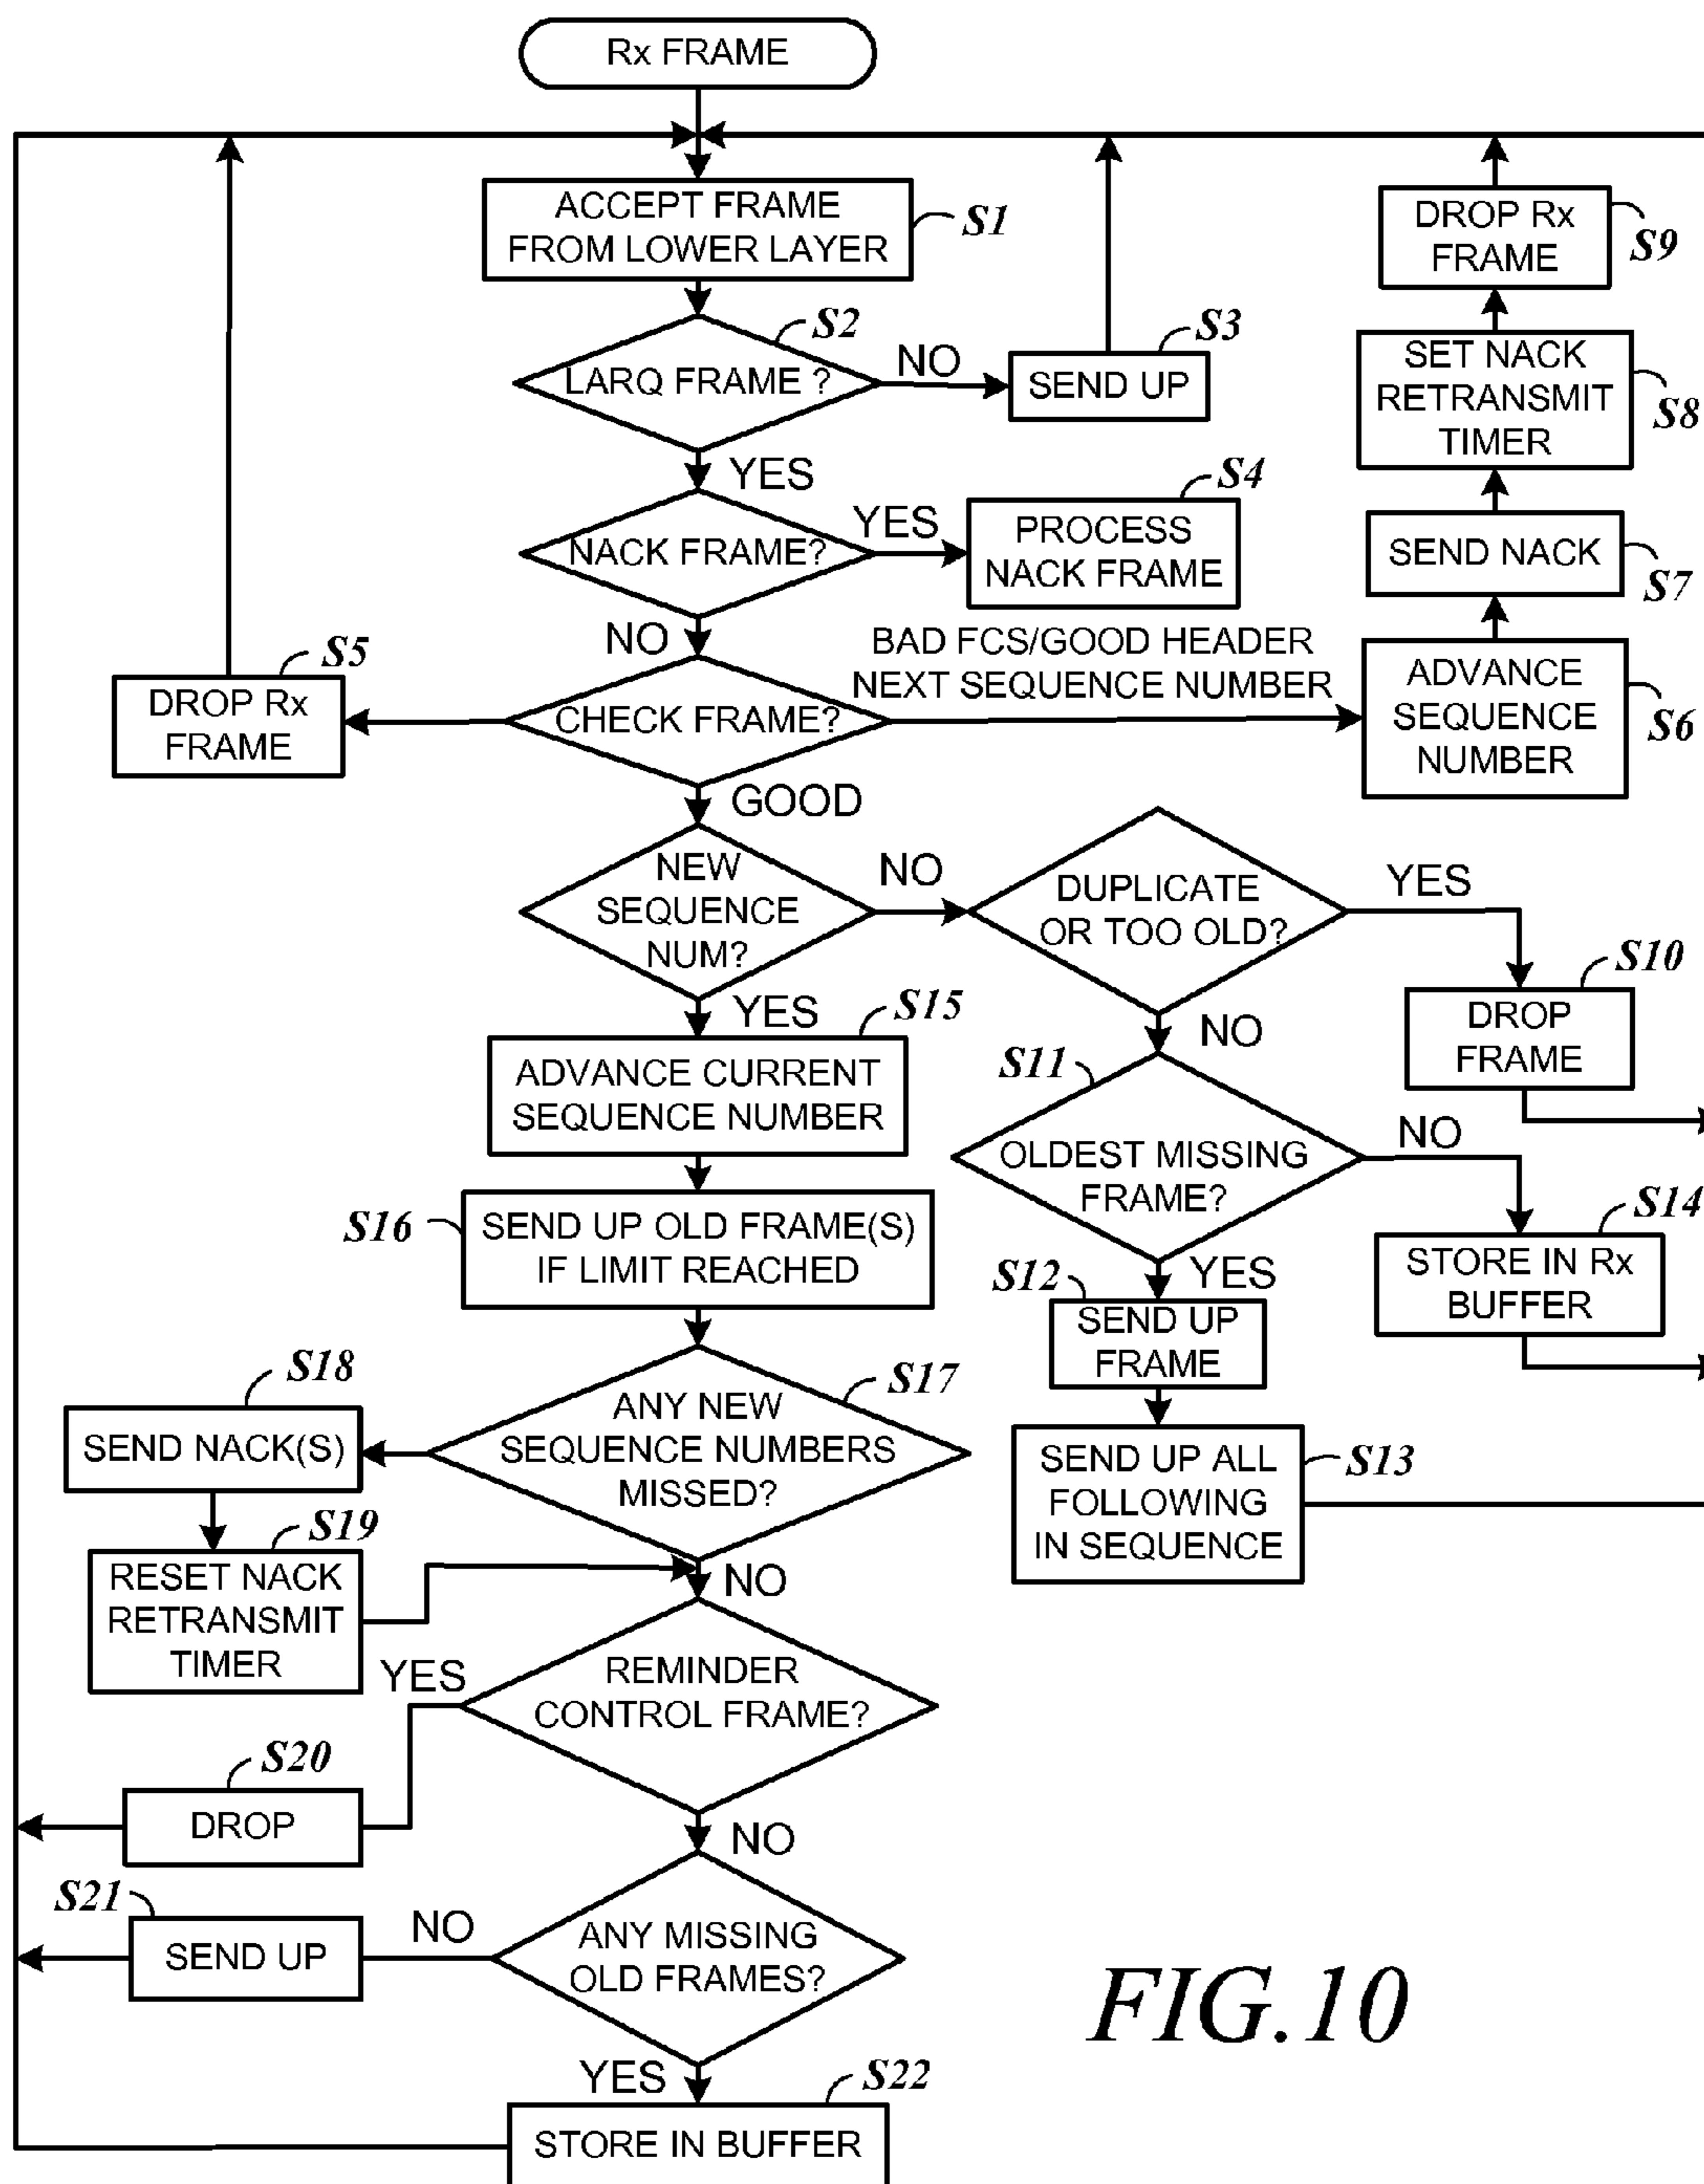 Rx FRAME
ACCEPT FRAME
FROM LOWER LAYER
S1
LARQ FRAME ?
S2
NO
SEND UP
S3
YES
NACK FRAME?
YES
PROCESS
NACK FRAME
S4
NO
CHECK FRAME?
DROP Rx
FRAME
S5
BAD FCS/GOOD HEADER
NEXT SEQUENCE NUMBER
ADVANCE
SEQUENCE
NUMBER
S6
SEND NACK
S7
SET NACK
RETRANSMIT
TIMER
S8
DROP Rx
FRAME
S9
GOOD
NEW
SEQUENCE
NUM?
NO
DUPLICATE
OR TOO OLD?
YES
DROP
FRAME
S10
NO
S11
OLDEST MISSING
FRAME?
NO
STORE IN Rx
BUFFER
S14
YES
S12
SEND UP
FRAME
SEND UP ALL
FOLLOWING
IN SEQUENCE
S13
YES
S15
ADVANCE CURRENT
SEQUENCE NUMBER
S16
SEND UP OLD FRAME(S)
IF LIMIT REACHED
ANY NEW
SEQUENCE NUMBERS
MISSED?
S17
S18
SEND NACK(S)
S19
RESET NACK
RETRANSMIT
TIMER
NO
REMINDER
CONTROL FRAME?
YES
S20
DROP
NO
ANY MISSING
OLD FRAMES?
NO
S21
SEND UP
YES
S22
STORE IN BUFFER
FIG.10